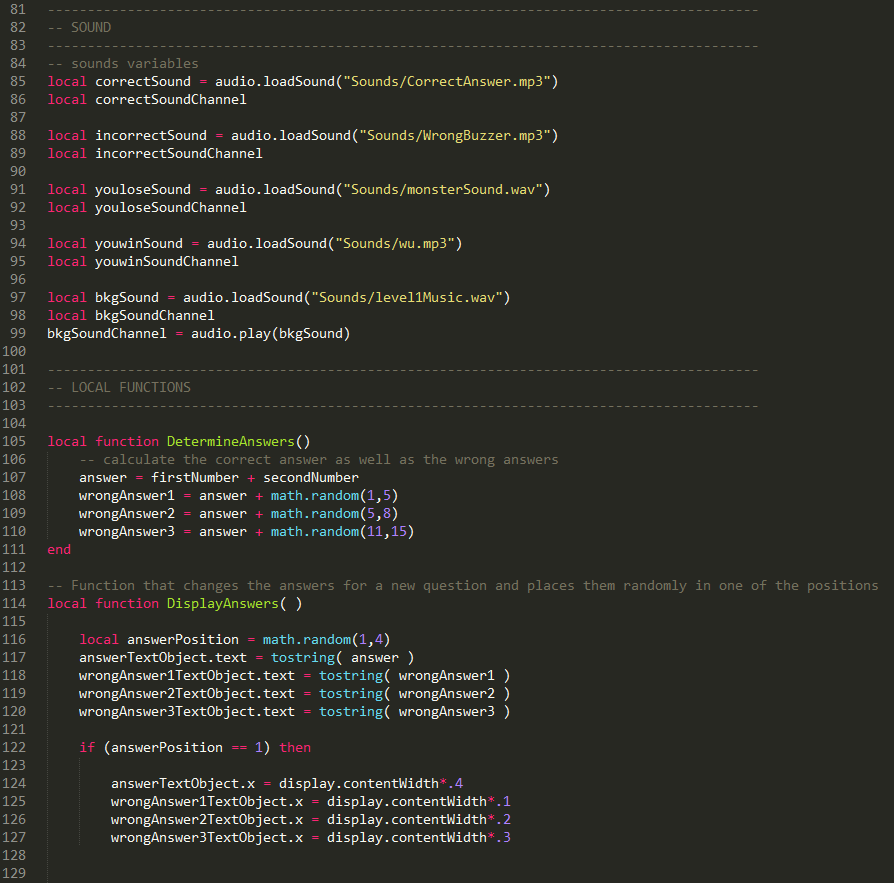 81 -----------------------------------------------------------------------------------------
82 -- SOUND
83 -----------------------------------------------------------------------------------------
84 -- sounds variables
85 local correctSound = audio.loadSound("Sounds/CorrectAnswer.mp3")
86 local correctSoundChannel
87
88 local incorrectSound = audio.loadSound("Sounds/WrongBuzzer.mp3")
89 local incorrectSoundChannel
90
91 local youloseSound = audio.loadSound("Sounds/monsterSound.wav")
92 local youloseSoundChannel
93
94 local youwinSound = audio.loadSound("Sounds/wu.mp3")
95 local youwinSoundChannel
96
97 local bkgSound = audio.loadSound("Sounds/level1Music.wav")
98 local bkgSoundChannel
99 bkgSoundChannel = audio.play(bkgSound)
100
101 -----------------------------------------------------------------------------------------
102 -- LOCAL FUNCTIONS
103 -----------------------------------------------------------------------------------------
104
105 local function DetermineAnswers()
106     -- calculate the correct answer as well as the wrong answers
107     answer = firstNumber + secondNumber
108     wrongAnswer1 = answer + math.random(1,5)
109     wrongAnswer2 = answer + math.random(5,8)
110     wrongAnswer3 = answer + math.random(11,15)
111 end
112
113 -- Function that changes the answers for a new question and places them randomly in one of the positions
114 local function DisplayAnswers( )
115
116     local answerPosition = math.random(1,4)
117     answerTextObject.text = tostring( answer )
118     wrongAnswer1TextObject.text = tostring( wrongAnswer1 )
119     wrongAnswer2TextObject.text = tostring( wrongAnswer2 )
120     wrongAnswer3TextObject.text = tostring( wrongAnswer3 )
121
122     if (answerPosition == 1) then
123
124         answerTextObject.x = display.contentWidth*.4
125         wrongAnswer1TextObject.x = display.contentWidth*.1
126         wrongAnswer2TextObject.x = display.contentWidth*.2
127         wrongAnswer3TextObject.x = display.contentWidth*.3
128
129